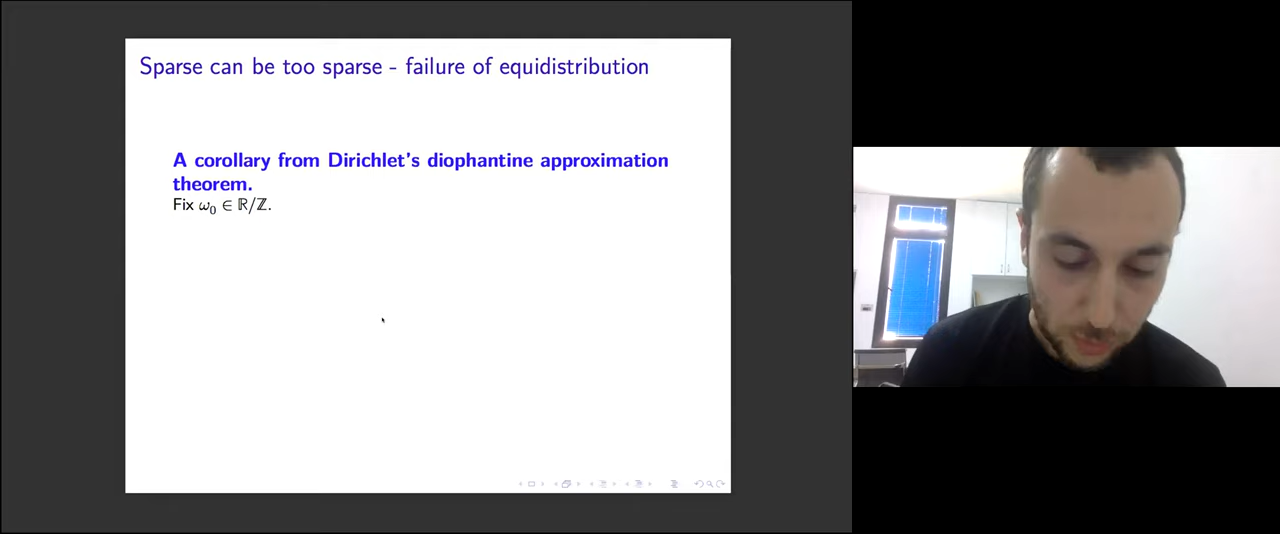 Sparse can be too sparse - failure of equidistribution
A corollary from Dirichlet's diophantine approximation
theorem.
Fix ω₀ ∈ ℝ/ℤ.